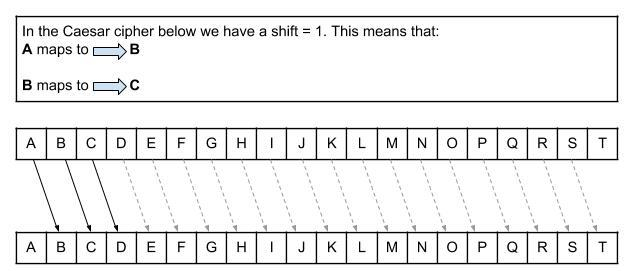 In the Caesar cipher below we have a shift = 1. This means that:
A maps to B
B maps to C
A B C D E F G H I J K L M N O P Q R S T
A B C D E F G H I J K L M N O P Q R S T